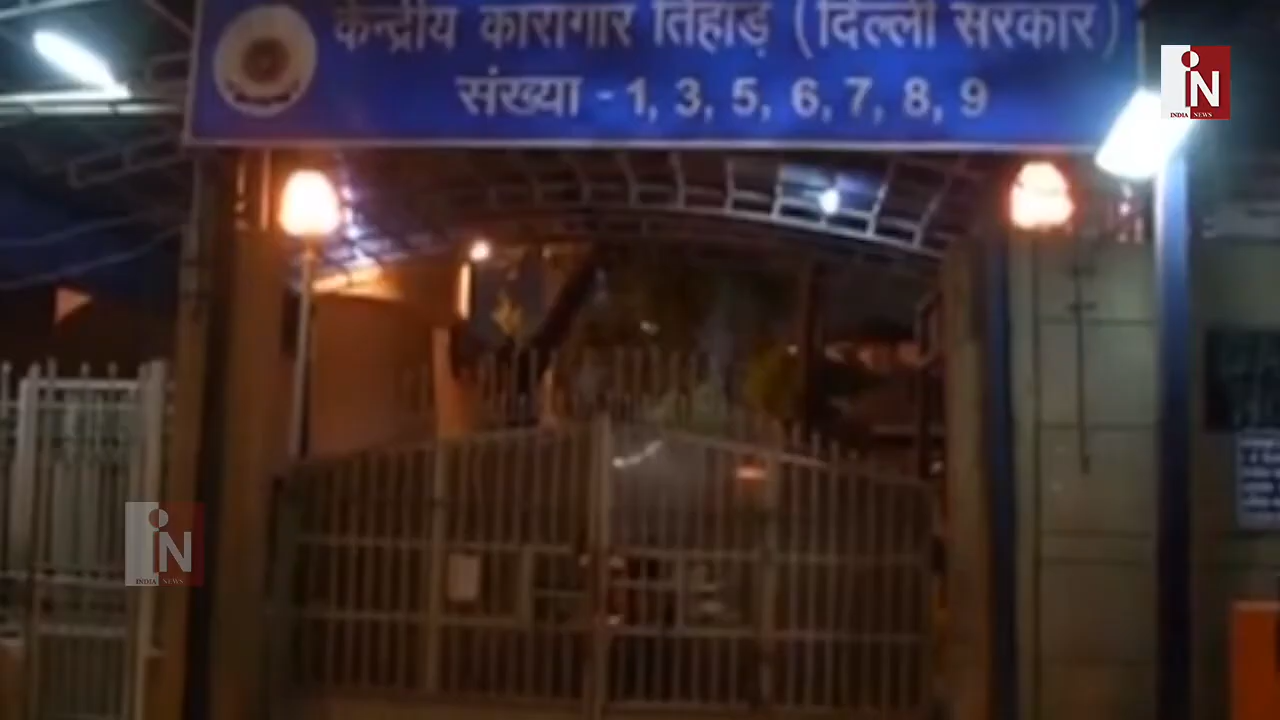 केन्द्रीय कारागार तिहाड़ (दिल्ली सरकार)
संख्या - 1, 3, 5, 6, 7, 8, 9
iN
INDIA NEWS
iN
INDIA NEWS